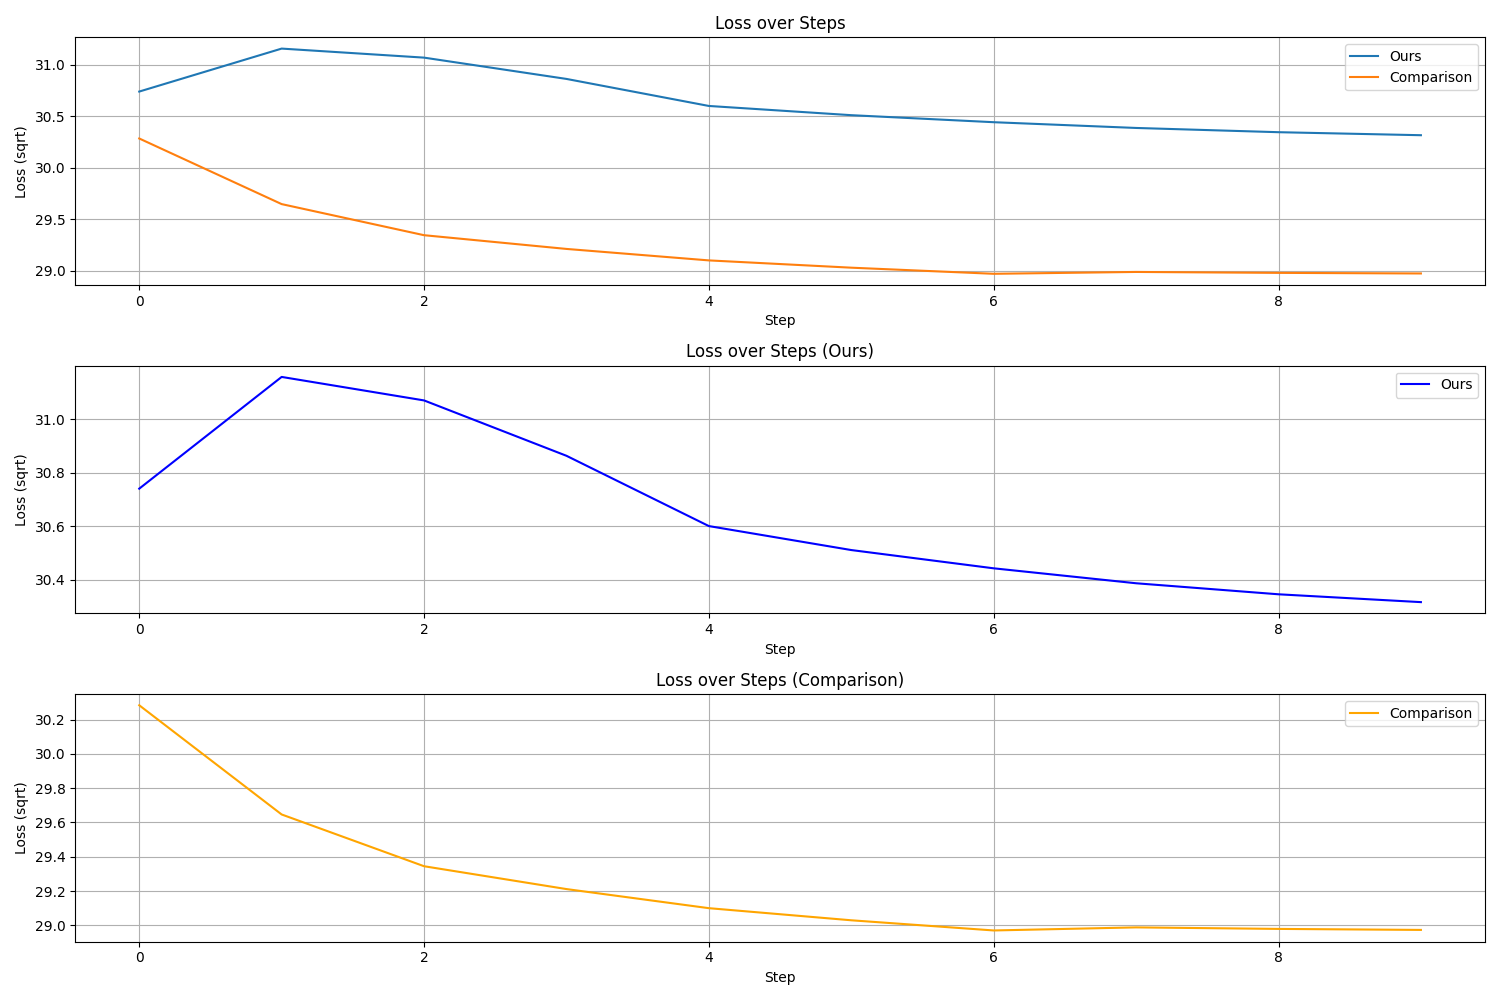 Loss over Steps
Loss (sqrt)
31.0
30.5
30.0
29.5
29.0
Ours
Comparison
0 2 4 6 8
Step
Loss over Steps (Ours)
Loss (sqrt)
31.0
30.8
30.6
30.4
Ours
0 2 4 6 8
Step
Loss over Steps (Comparison)
Loss (sqrt)
30.2
30.0
29.8
29.6
29.4
29.2
29.0
Comparison
0 2 4 6 8
Step